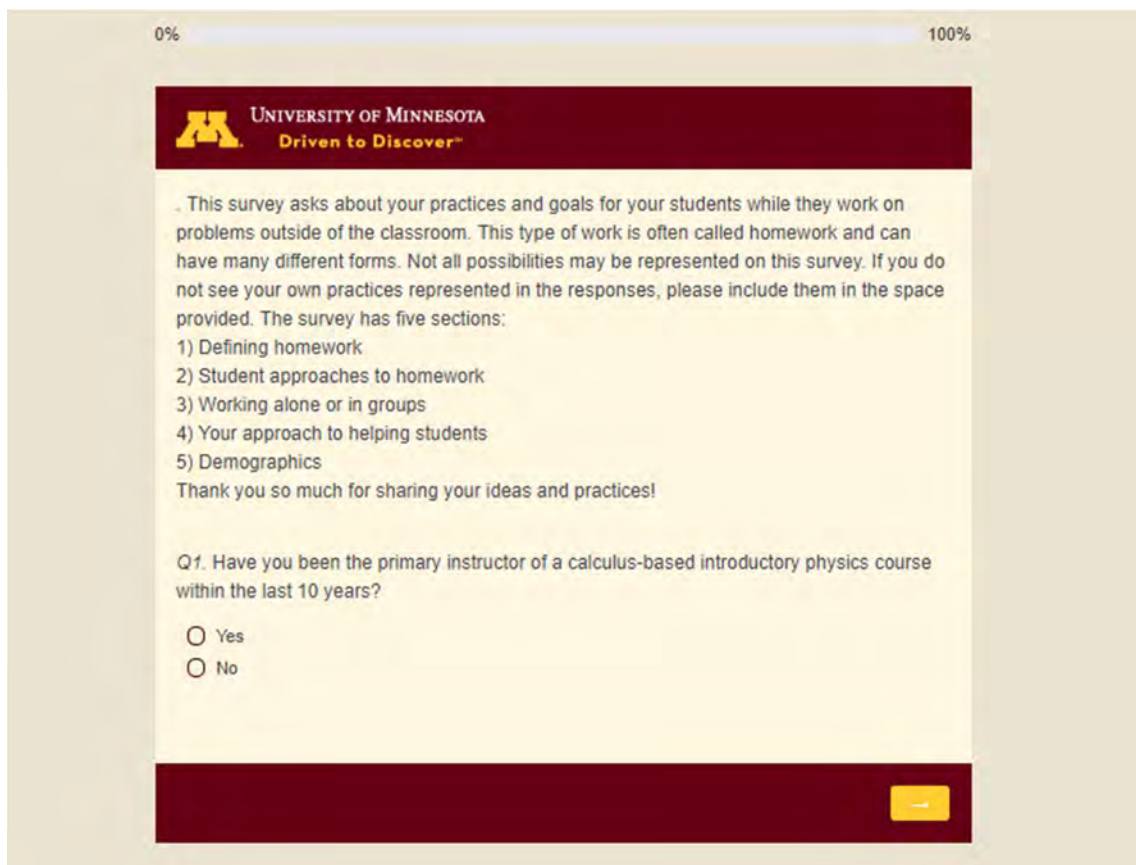 0% 100%
UNIVERSITY OF MINNESOTA
Driven to Discover℠
. This survey asks about your practices and goals for your students while they work on
problems outside of the classroom. This type of work is often called homework and can
have many different forms. Not all possibilities may be represented on this survey. If you do
not see your own practices represented in the responses, please include them in the space
provided. The survey has five sections:
1) Defining homework
2) Student approaches to homework
3) Working alone or in groups
4) Your approach to helping students
5) Demographics
Thank you so much for sharing your ideas and practices!
Q1. Have you been the primary instructor of a calculus-based introductory physics course
within the last 10 years?
Yes
No